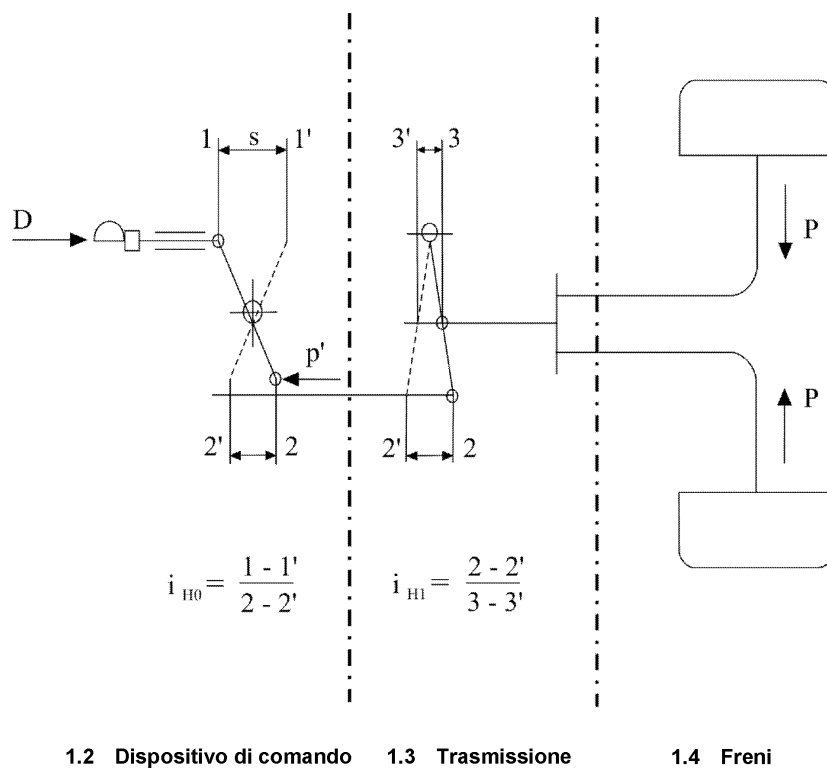 1 s 1' 3' 3
D P
p'
P
2' 2 2' 2
i H0 = 1 - 1' / 2 - 2' i H1 = 2 - 2' / 3 - 3'
1.2 Dispositivo di comando 1.3 Trasmissione 1.4 Freni